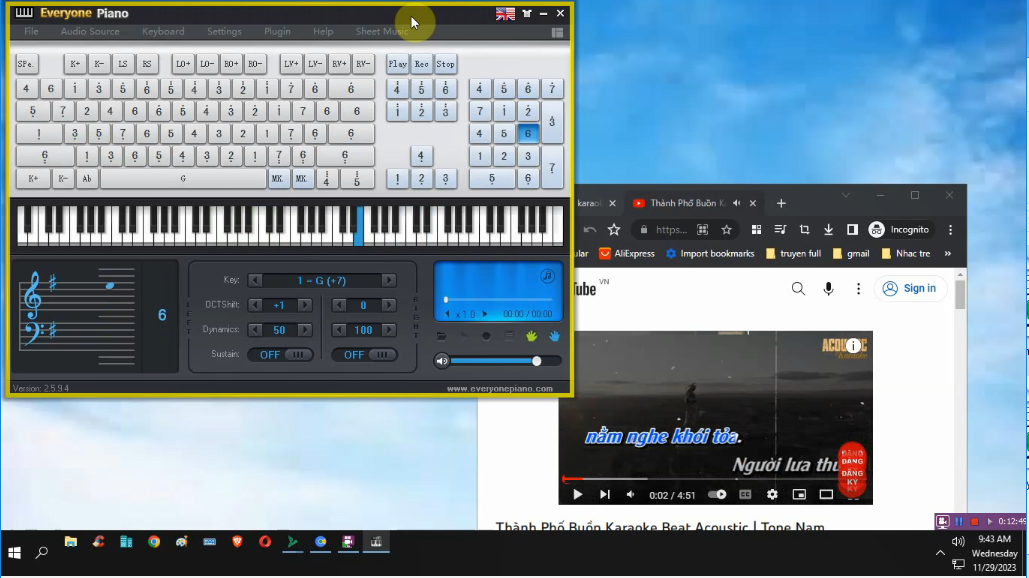 Everyone Piano
File Audio Source Keyboard Settings Plugin Help Sheet Music
SPe. K+ K- LS RS LO+ LO- RO+ RO- LV+ LV- RV+ RV- Play Rec Stop
4 6 1 3 5 6 1 2 3 4 5 6 7 6 4 5 6 4 5 6 7
5 7 2 4 6 5 4 3 4 5 6 7 6 1 2 3 7 1 2 3
1 3 5 7 6 5 4 3 2 1 7 6 6 4 5 6
6 1 3 5 4 3 2 1 7 6 6 4 1 2 3 7
K+ K- Ab G MK MK 4 5 1 2 3 5 6
6
LEFT
Key: 1 = G (+7)
OCTShift: +1 0
Dynamics: 50 100
Sustain: OFF OFF
RIGHT
x1.0 00:00 / 00:00
Version: 2.5.9.4
www.everyonepiano.com
karaol
Thành Phố Buồn K
https...
Incognito
ular AliExpress Import bookmarks truyen full gmail Nhac tre
Tube VN
Sign in
ACOUSTIC
Karaoke
nằm nghe khói tỏa.
Người lưa thư
ĐĂNG
KÝ
0:02 / 4:51
Thành Phố Buồn Karaoke Beat Acoustic | Tone Nam
0:12:49
9:43 AM
Wednesday
11/29/2023